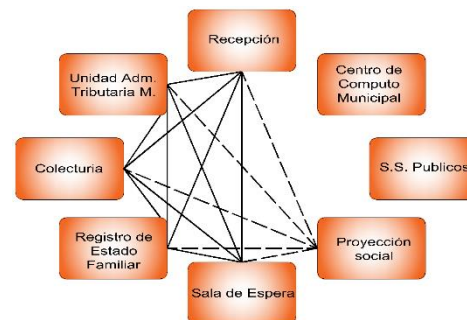 Recepción
Unidad Adm.
Tributaria M.
Centro de
Computo
Municipal
Colecturia
S.S. Publicos
Registro de
Estado
Familiar
Proyección
social
Sala de Espera